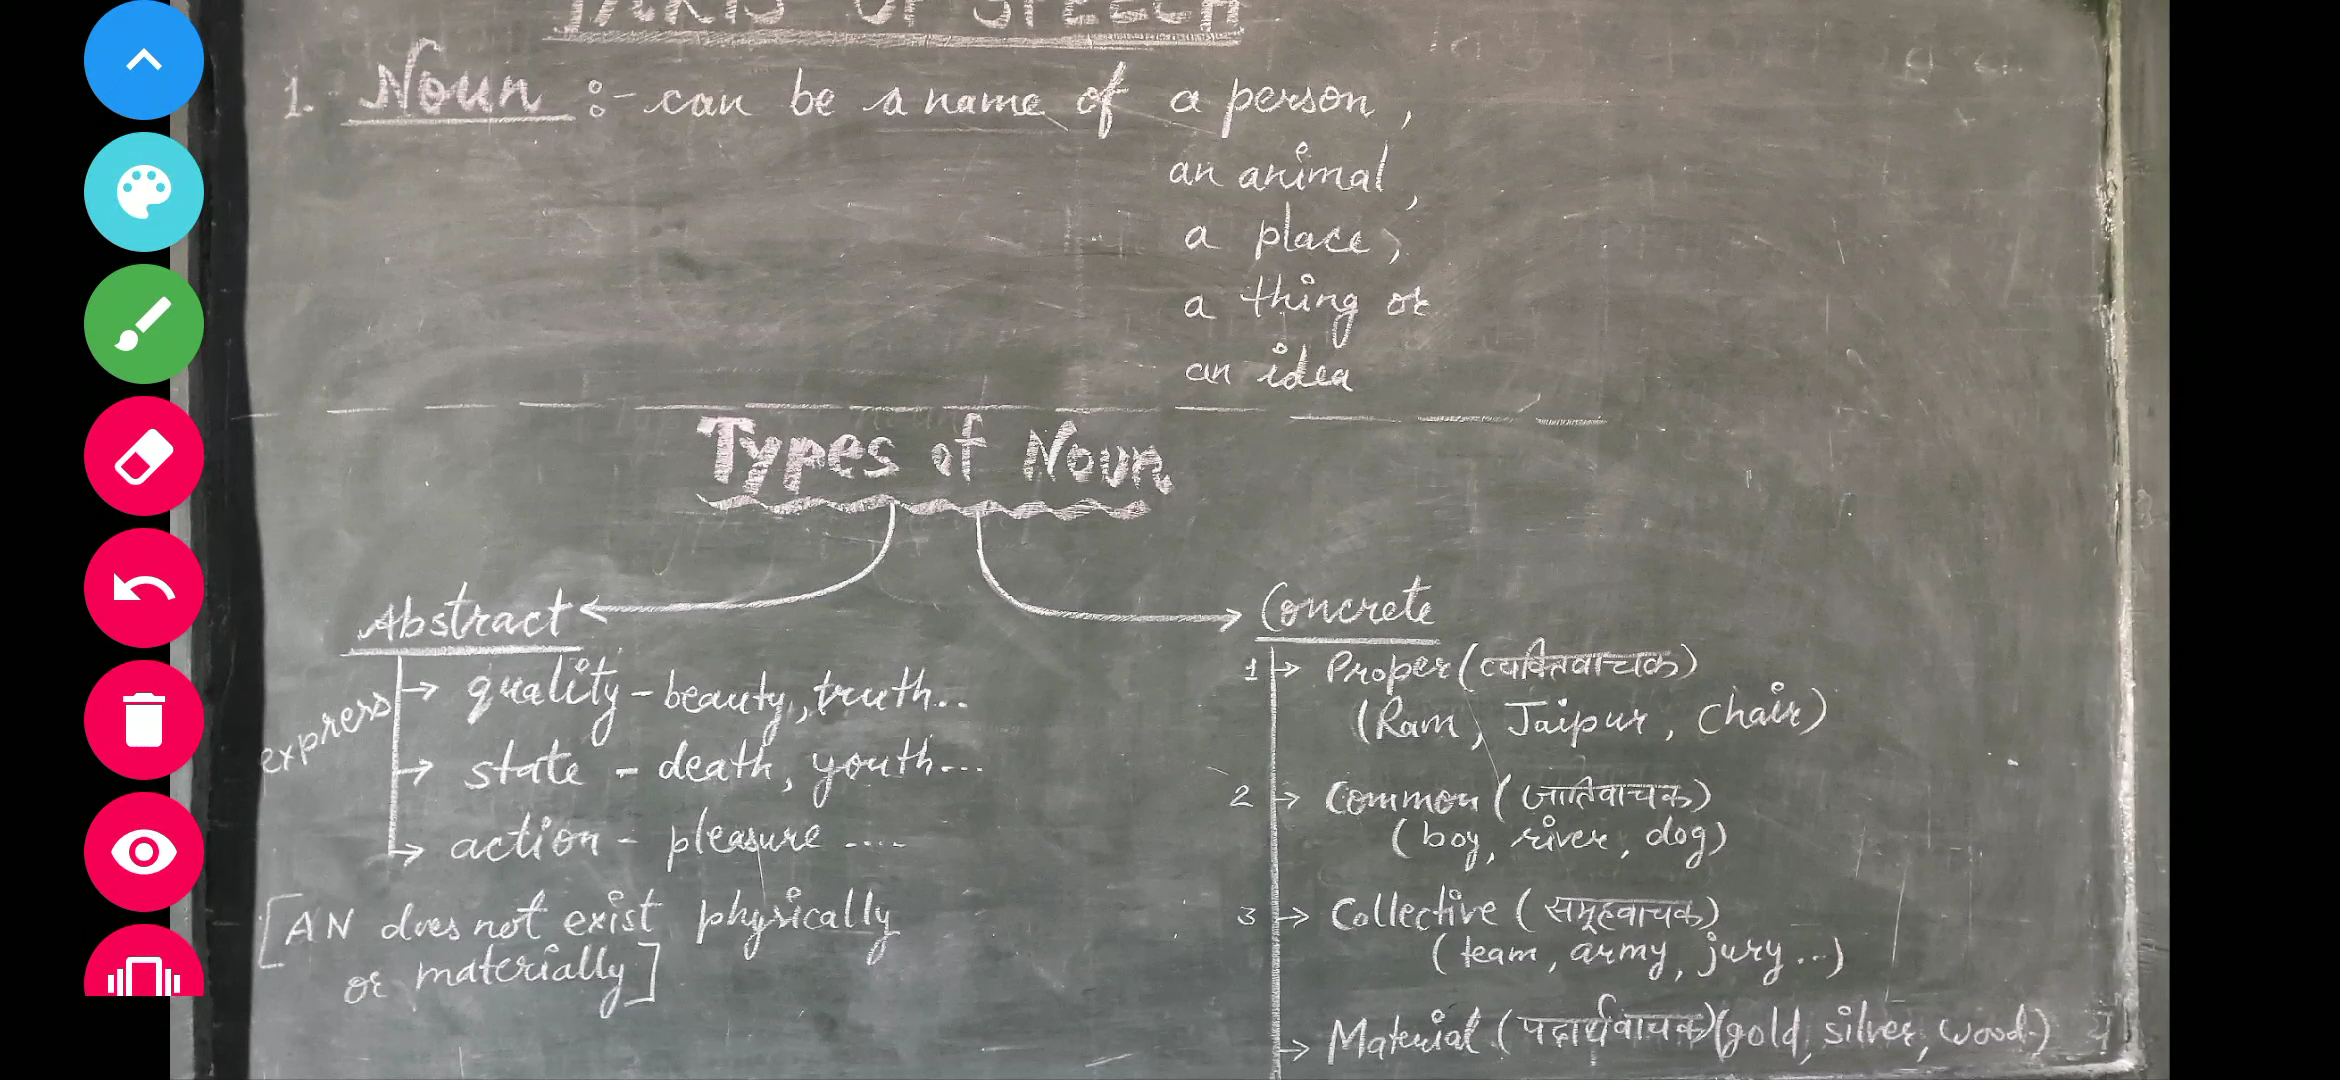 PARTS OF SPEECH
1. Noun :- can be a name of a person,
an animal,
a place,
a thing or
an idea
Types of Noun
Abstract
express
quality - beauty, truth..
state - death, youth...
action - pleasure ....
[AN does not exist physically
or materially]
Concrete
1 → Proper (व्यक्तिवाचक)
(Ram, Jaipur, Chair)
2 → Common (जातिवाचक)
(boy, river, dog)
3 → Collective (समूहवाचक)
(team, army, jury...)
→ Material (पदार्थवाचक) (gold, silver, wood.)